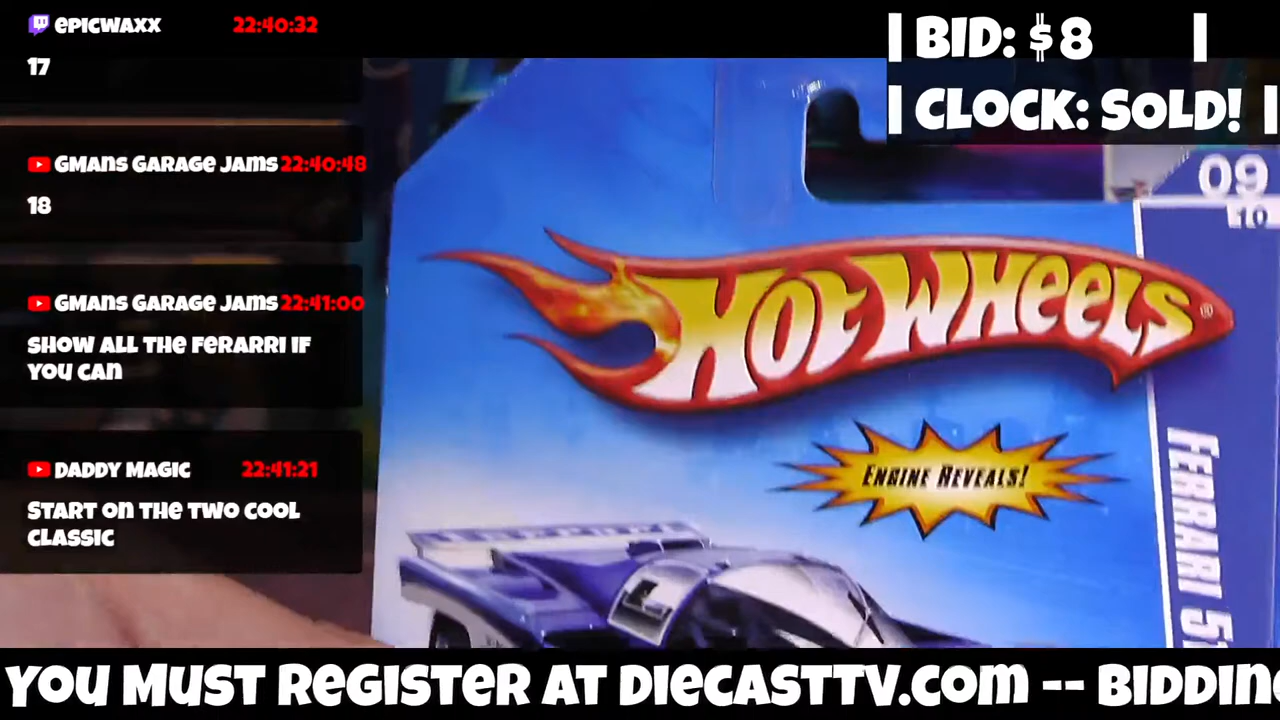 EPICWAXX 22:40:32
17
GMANS GARAGE JAMS 22:40:48
18
GMANS GARAGE JAMS 22:41:00
SHOW ALL THE FERARRI IF
YOU CAN
DADDY MAGIC 22:41:21
START ON THE TWO COOL
CLASSIC
| BID: $8 |
| CLOCK: SOLD! |
09
10
HOT WHEELS®
ENGINE REVEALS!
FERRARI 5
YOU MUST REGISTER AT DIECASTTV.COM -- BIDDING